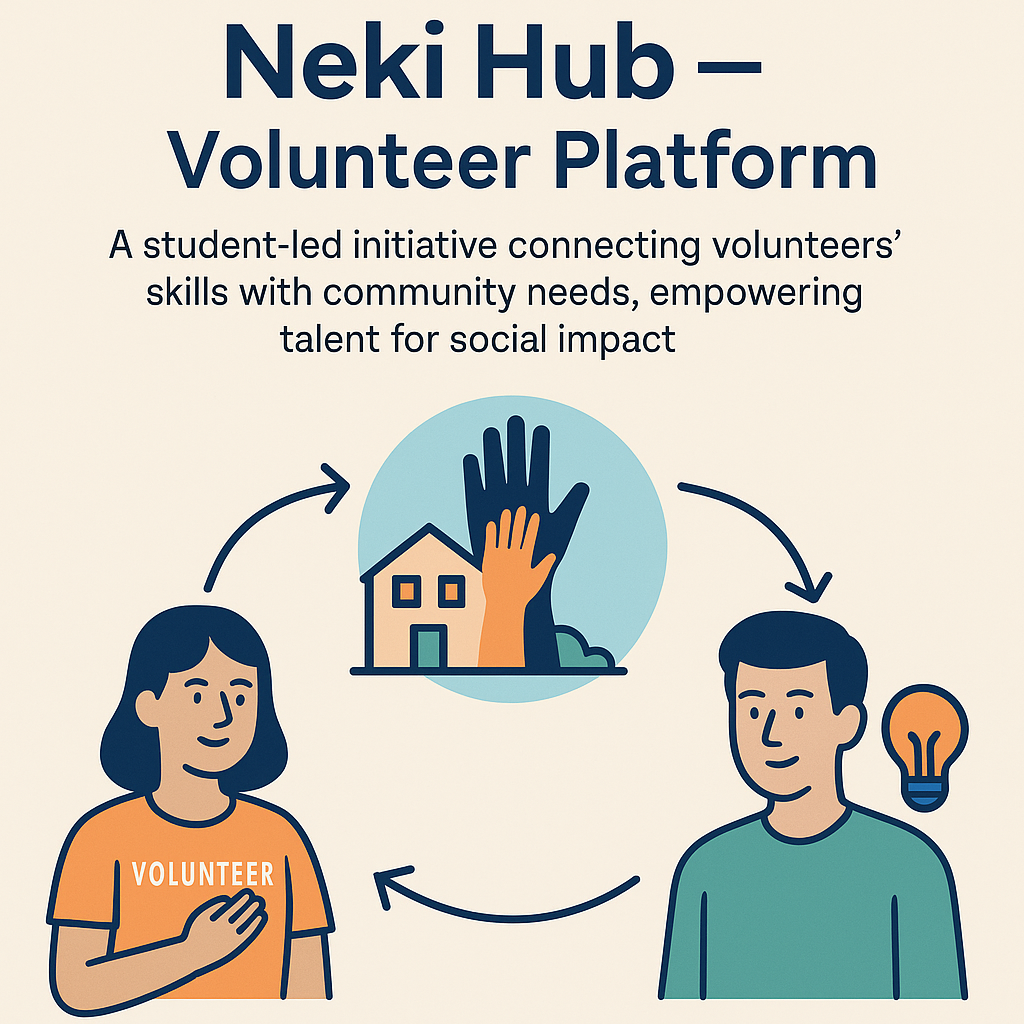 Neki Hub –
Volunteer Platform
A student-led initiative connecting volunteers’
skills with community needs, empowering
talent for social impact
VOLUNTEER